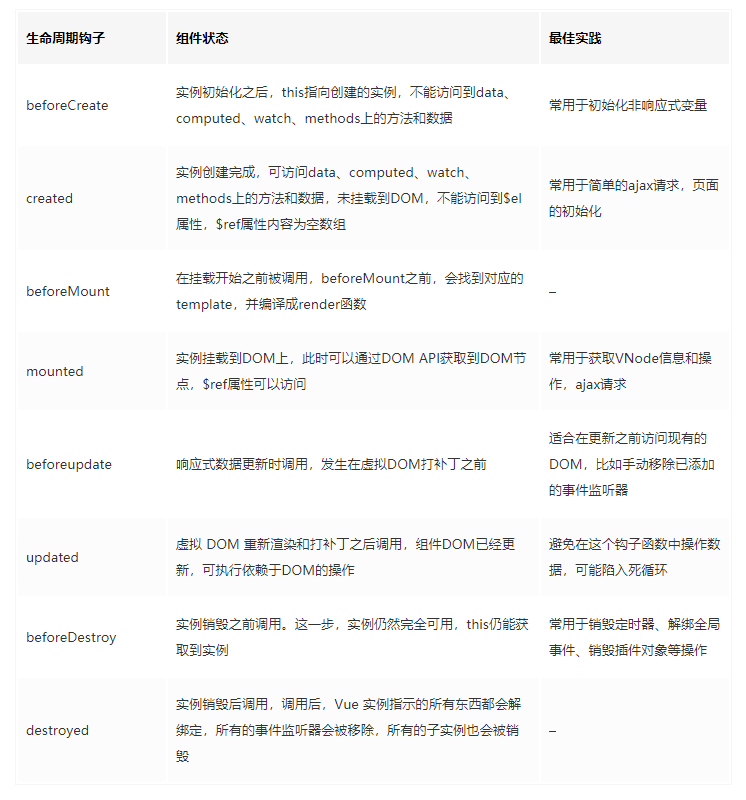 生命周期钩子
组件状态
最佳实践
beforeCreate
实例初始化之后，this指向创建的实例，不能访问到data、
computed、watch、methods上的方法和数据
常用于初始化非响应式变量
created
实例创建完成，可访问data、computed、watch、
methods上的方法和数据，未挂载到DOM，不能访问到$el
属性，$ref属性内容为空数组
常用于简单的ajax请求，页面
的初始化
beforeMount
在挂载开始之前被调用，beforeMount之前，会找到对应的
template，并编译成render函数
–
mounted
实例挂载到DOM上，此时可以通过DOM API获取到DOM节
点，$ref属性可以访问
常用于获取VNode信息和操
作，ajax请求
beforeupdate
响应式数据更新时调用，发生在虚拟DOM打补丁之前
适合在更新之前访问现有的
DOM，比如手动移除已添加
的事件监听器
updated
虚拟 DOM 重新渲染和打补丁之后调用，组件DOM已经更
新，可执行依赖于DOM的操作
避免在这个钩子函数中操作数
据，可能陷入死循环
beforeDestroy
实例销毁之前调用。这一步，实例仍然完全可用，this仍能获
取到实例
常用于销毁定时器、解绑全局
事件、销毁插件对象等操作
destroyed
实例销毁后调用，调用后，Vue 实例指示的所有东西都会解
绑定，所有的事件监听器会被移除，所有的子实例也会被销
毁
–